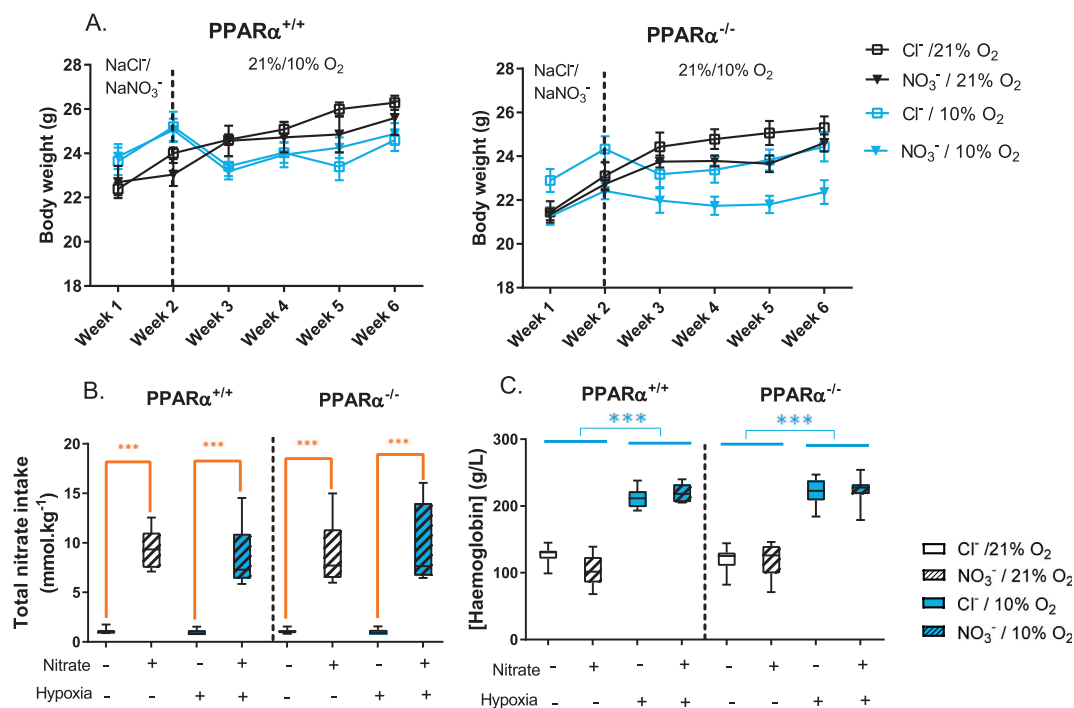 A.
PPARα+/+
NaCl-/
NaNO3-
21%/10% O2
Body weight (g)
28
26
24
22
20
18
Week 1
Week 2
Week 3
Week 4
Week 5
Week 6
PPARα-/-
NaCl-/
NaNO3-
21%/10% O2
Body weight (g)
28
26
24
22
20
18
Week 1
Week 2
Week 3
Week 4
Week 5
Week 6
Cl- /21% O2
NO3- / 21% O2
Cl- / 10% O2
NO3- / 10% O2
B.
PPARα+/+
PPARα-/-
Total nitrate intake
(mmol.kg-1)
20
15
10
5
0
***
***
***
***
Nitrate - + - + - + - +
Hypoxia - - + + - - + +
C.
PPARα+/+
PPARα-/-
***
***
[Haemoglobin] (g/L)
300
200
100
0
Nitrate - + - + - + - +
Hypoxia - - + + - - + +
Cl- /21% O2
NO3- / 21% O2
Cl- / 10% O2
NO3- / 10% O2